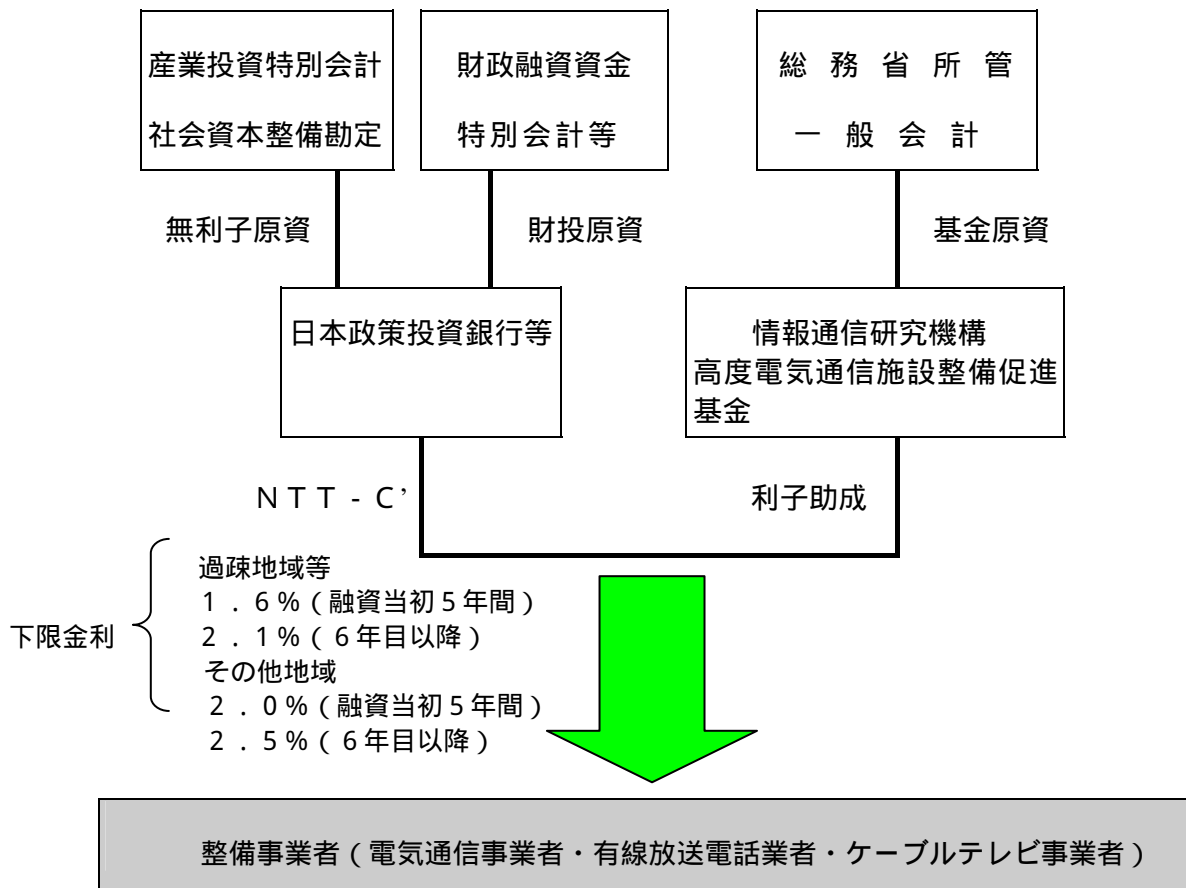 産業投資特別会計
社会資本整備勘定
財政融資資金
特別会計等
総務省所管
一般会計
無利子原資
財投原資
基金原資
日本政策投資銀行等
情報通信研究機構
高度電気通信施設整備促進
基金
ＮＴＴ-Ｃ’
利子助成
下限金利
過疎地域等
１．６％（融資当初５年間）
２．１％（６年目以降）
その他地域
２．０％（融資当初５年間）
２．５％（６年目以降）
整備事業者（電気通信事業者・有線放送電話業者・ケーブルテレビ事業者）